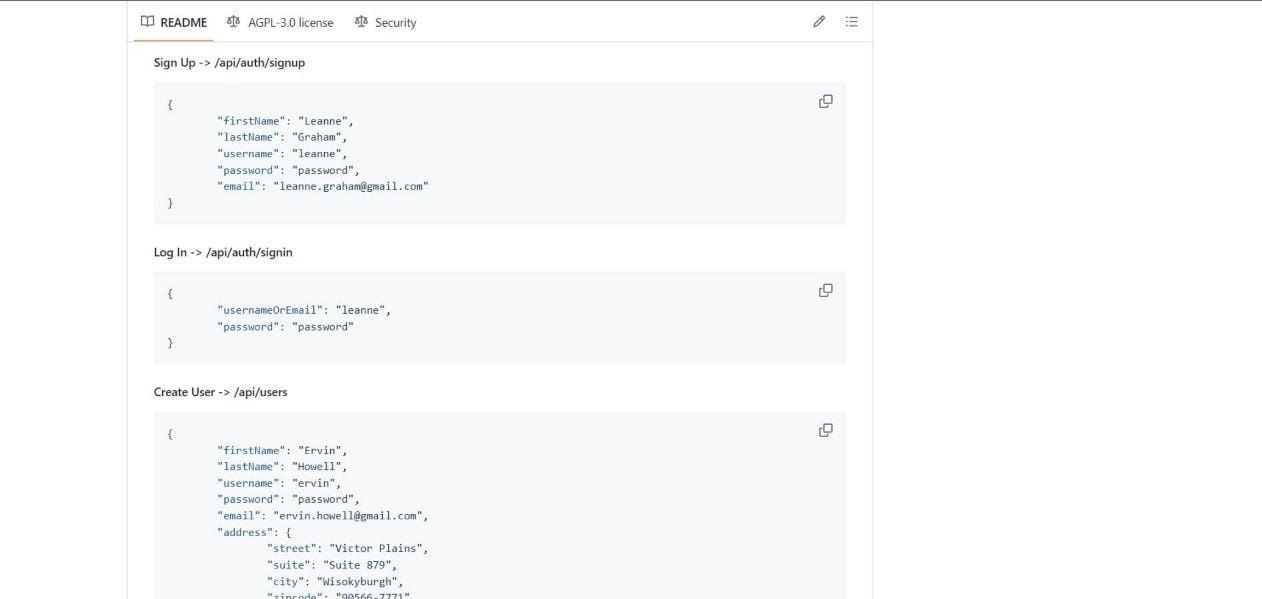 README AGPL-3.0 license Security
Sign Up -> /api/auth/signup
{
"firstName": "Leanne",
"lastName": "Graham",
"username": "leanne",
"password": "password",
"email": "leanne.graham@gmail.com"
}
Log In -> /api/auth/signin
{
"usernameOrEmail": "leanne",
"password": "password"
}
Create User -> /api/users
{
"firstName": "Ervin",
"lastName": "Howell",
"username": "ervin",
"password": "password",
"email": "ervin.howell@gmail.com",
"address": {
"street": "Victor Plains",
"suite": "Suite 879",
"city": "Wisokyburgh",
"zipcode": "90566-7771"